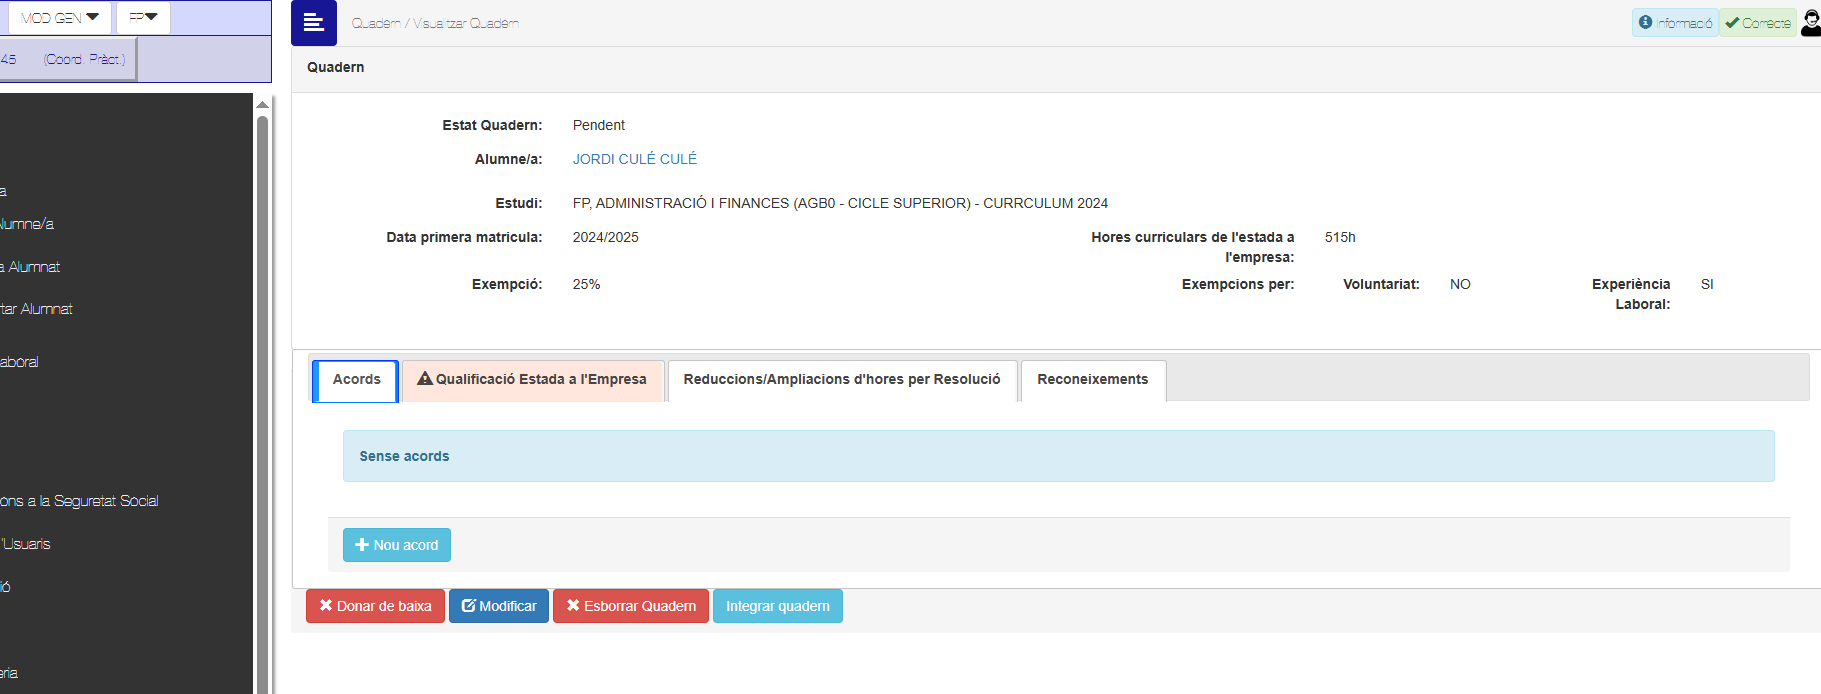 MOD GEN
FP
45 (Coord. Pràct.)
a
Alumne/a
a Alumnat
tar Alumnat
aboral
ons a la Seguretat Social
'Usuaris
ió
eria
Quadern / Visualitzar Quadern
Informació
Correcte
Quadern
Estat Quadern: Pendent
Alumne/a: JORDI CULÉ CULÉ
Estudi: FP, ADMINISTRACIÓ I FINANCES (AGB0 - CICLE SUPERIOR) - CURRCULUM 2024
Data primera matricula: 2024/2025
Hores curriculars de l'estada a
l'empresa: 515h
Exempció: 25%
Exempcions per: Voluntariat: NO
Experiència
Laboral: SI
Acords
Qualificació Estada a l'Empresa
Reduccions/Ampliacions d'hores per Resolució
Reconeixements
Sense acords
Nou acord
Donar de baixa
Modificar
Esborrar Quadern
Integrar quadern